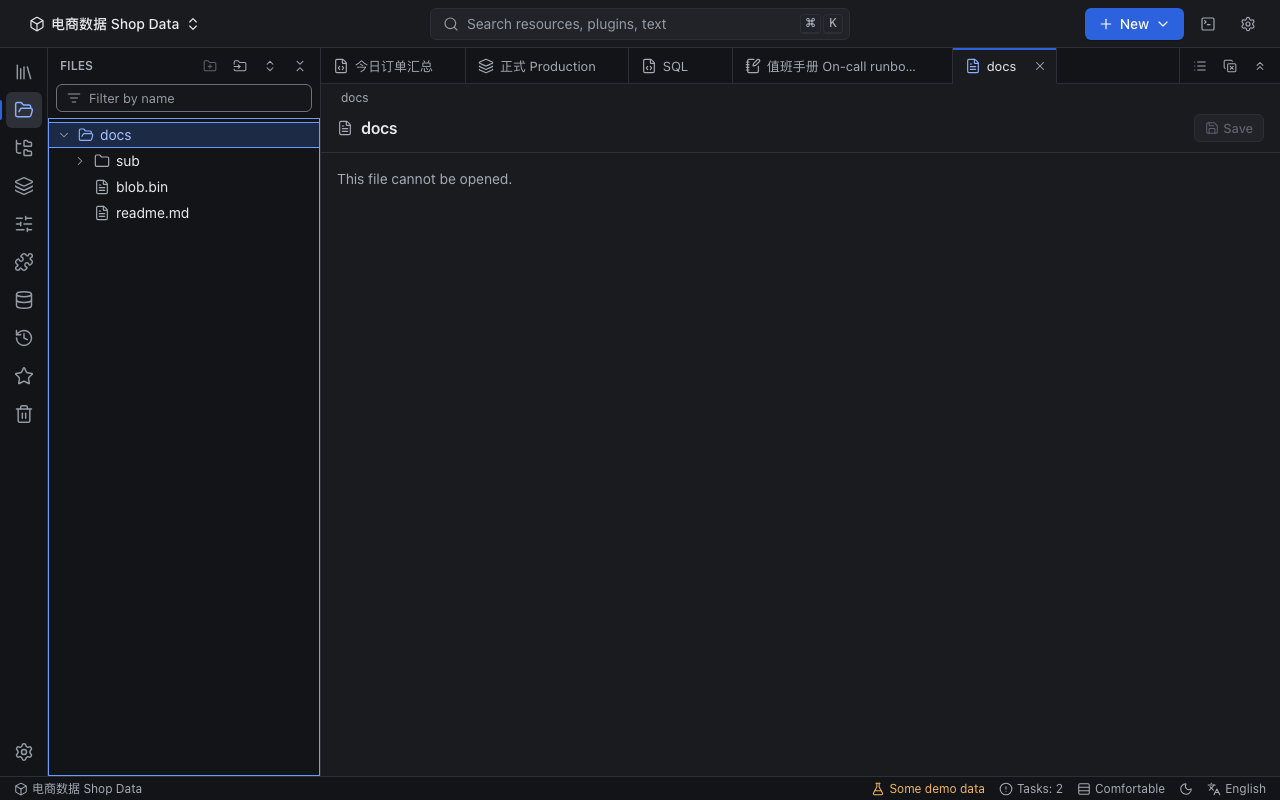 电商数据 Shop Data
Search resources, plugins, text
⌘ K
New
FILES
今日订单汇总
正式 Production
SQL
值班手册 On-call runbo...
docs
Filter by name
docs
docs
docs
Save
sub
blob.bin
readme.md
This file cannot be opened.
电商数据 Shop Data
Some demo data
Tasks: 2
Comfortable
English